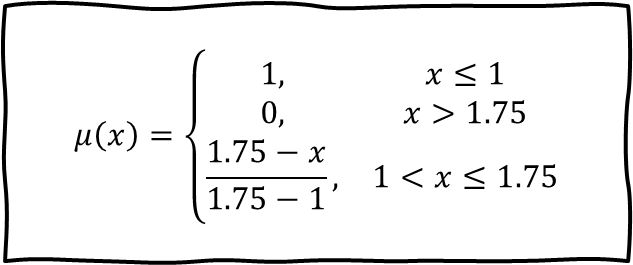 1, x ≤ 1
0, x > 1.75
μ(x) = { (1.75 − x)/(1.75 − 1), 1 < x ≤ 1.75